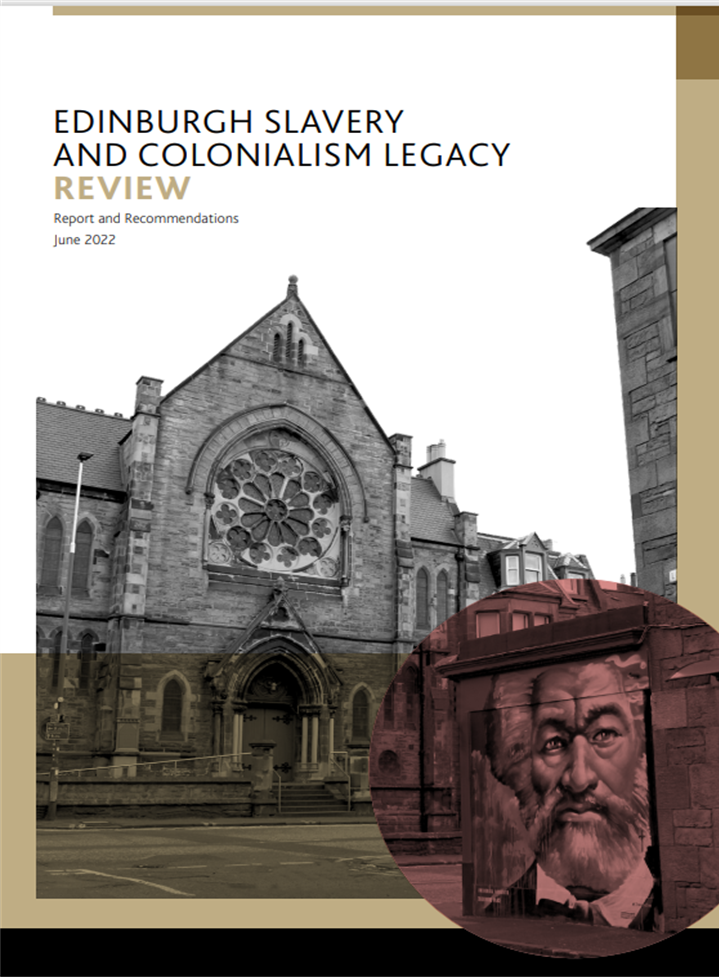 EDINBURGH SLAVERY
AND COLONIALISM LEGACY
REVIEW
Report and Recommendations
June 2022